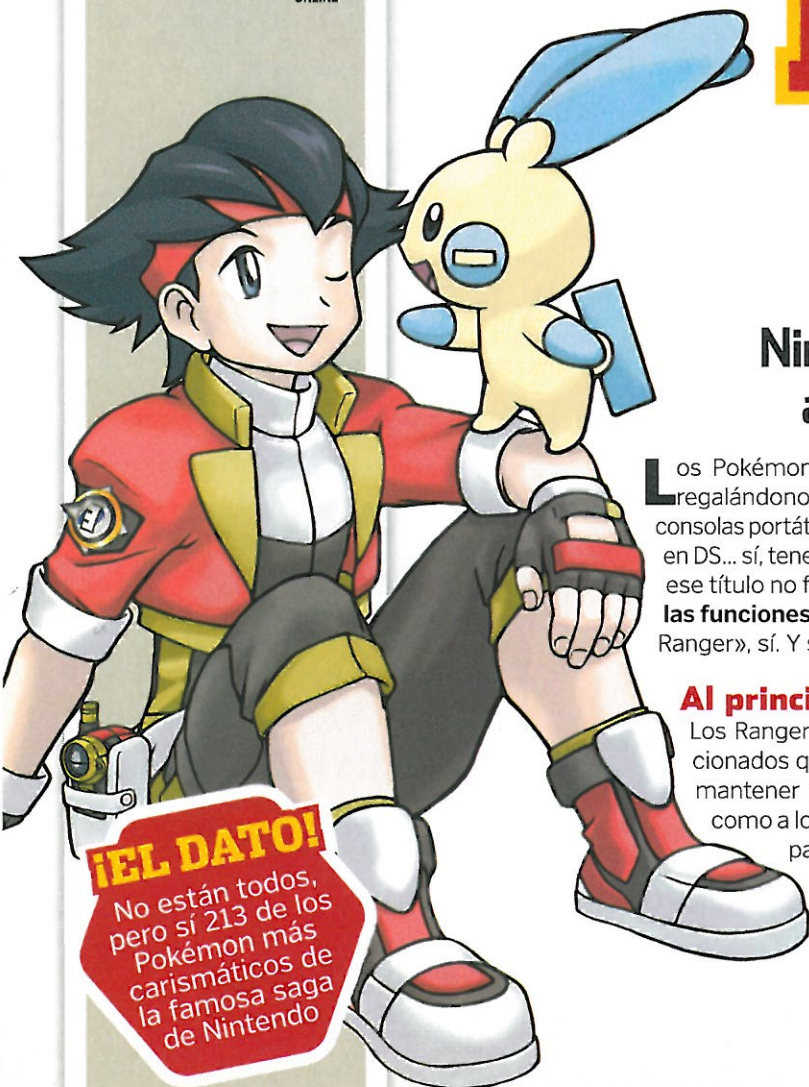 ONLINE
Nin
a
Los Pokémon
regalándono
consolas portát
en DS... sí, tene
ese título no f
las funciones
Ranger», sí. Y s
Al princi
Los Ranger
cionados q
mantener
como a lo
pa
¡EL DATO!
No están todos,
pero sí 213 de los
Pokémon más
carismáticos de
la famosa saga
de Nintendo